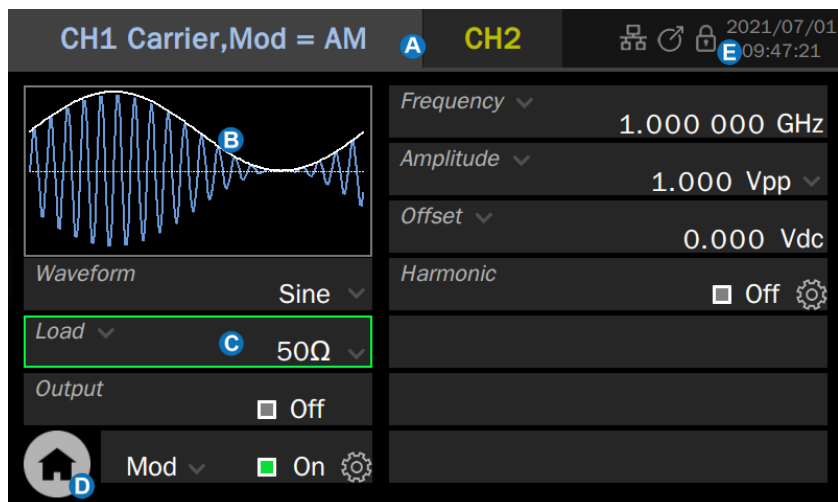 CH1 Carrier,Mod = AM
A
CH2
2021/07/01
E
09:47:21
B
Frequency
1.000 000 GHz
Amplitude
1.000 Vpp
Offset
0.000 Vdc
Waveform
Sine
Harmonic
Off
Load
C
50Ω
Output
Off
D
Mod
On